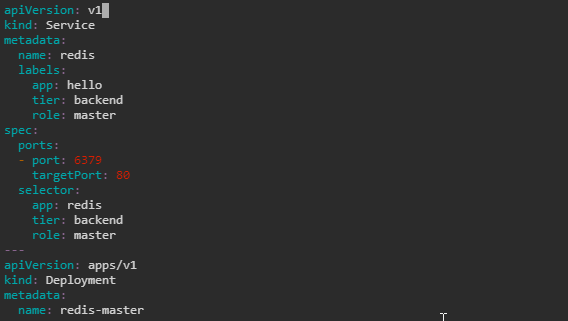 apiVersion: v1
kind: Service
metadata:
  name: redis
  labels:
    app: hello
    tier: backend
    role: master
spec:
  ports:
  - port: 6379
    targetPort: 80
  selector:
    app: redis
    tier: backend
    role: master
---
apiVersion: apps/v1
kind: Deployment
metadata:
  name: redis-master